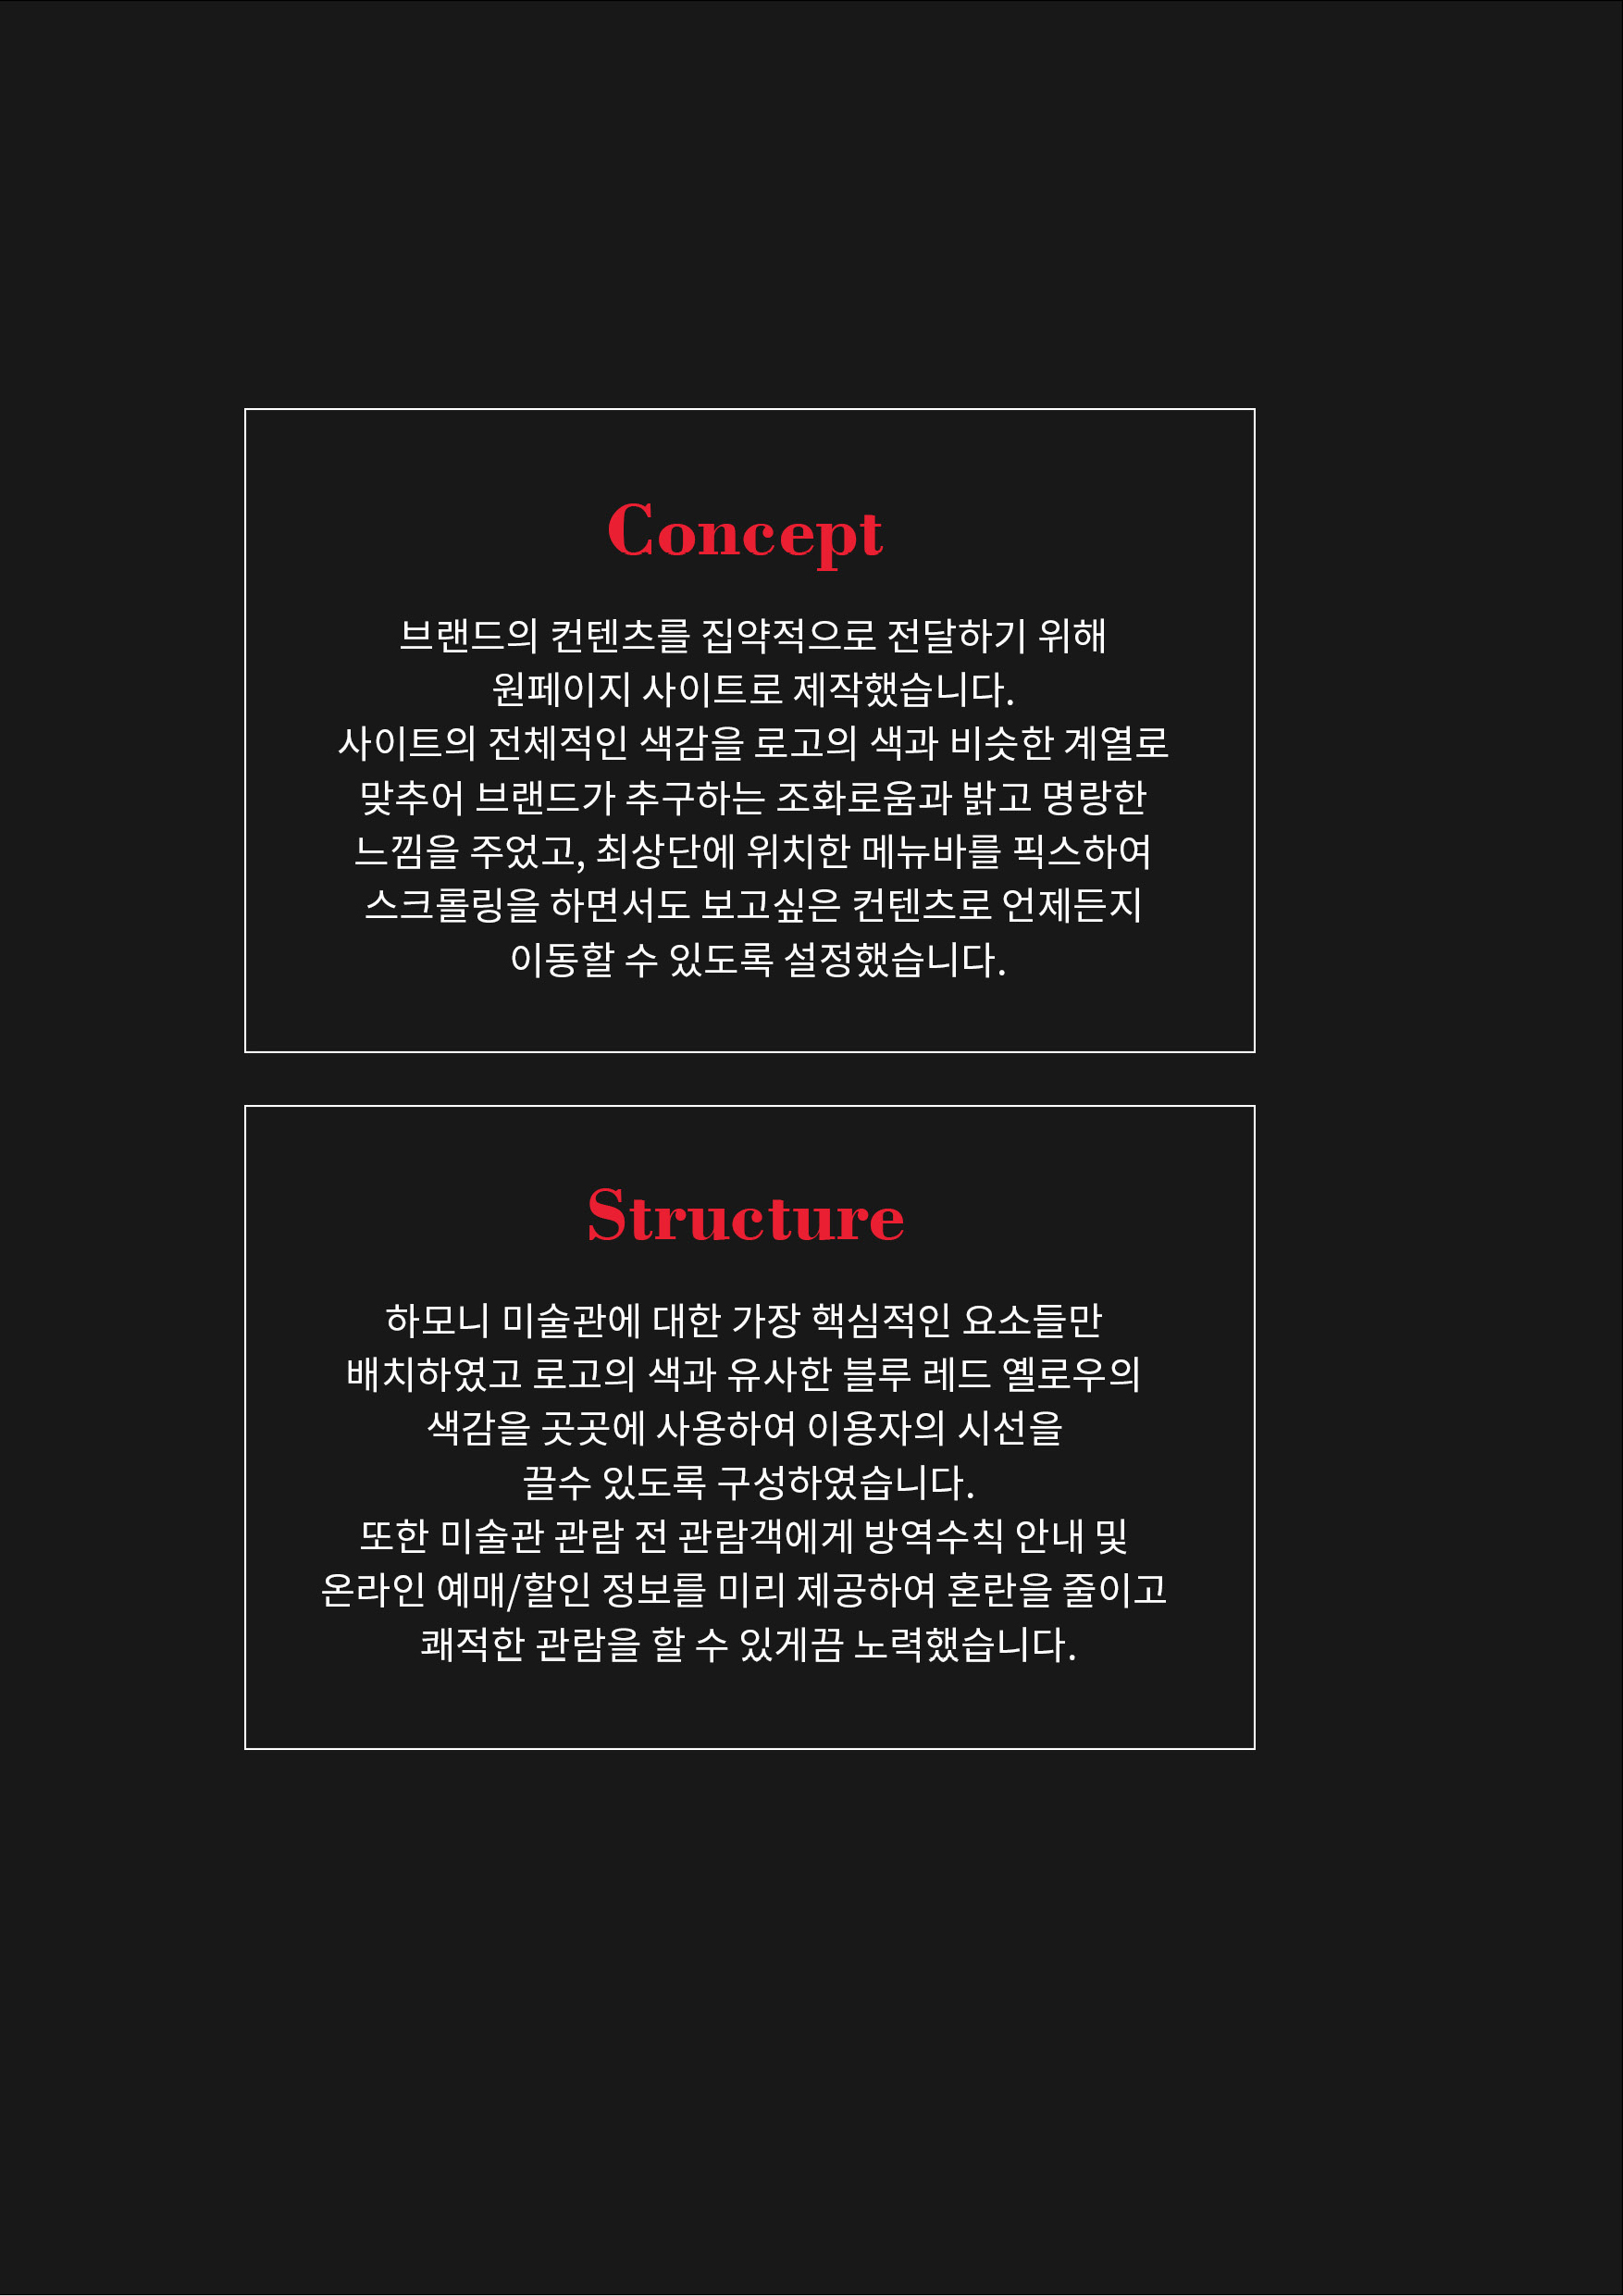 Concept
브랜드의 컨텐츠를 집약적으로 전달하기 위해
원페이지 사이트로 제작했습니다.
사이트의 전체적인 색감을 로고의 색과 비슷한 계열로
맞추어 브랜드가 추구하는 조화로움과 밝고 명랑한
느낌을 주었고, 최상단에 위치한 메뉴바를 픽스하여
스크롤링을 하면서도 보고싶은 컨텐츠로 언제든지
이동할 수 있도록 설정했습니다.
Structure
하모니 미술관에 대한 가장 핵심적인 요소들만
배치하였고 로고의 색과 유사한 블루 레드 옐로우의
색감을 곳곳에 사용하여 이용자의 시선을
끌수 있도록 구성하였습니다.
또한 미술관 관람 전 관람객에게 방역수칙 안내 및
온라인 예매/할인 정보를 미리 제공하여 혼란을 줄이고
쾌적한 관람을 할 수 있게끔 노력했습니다.